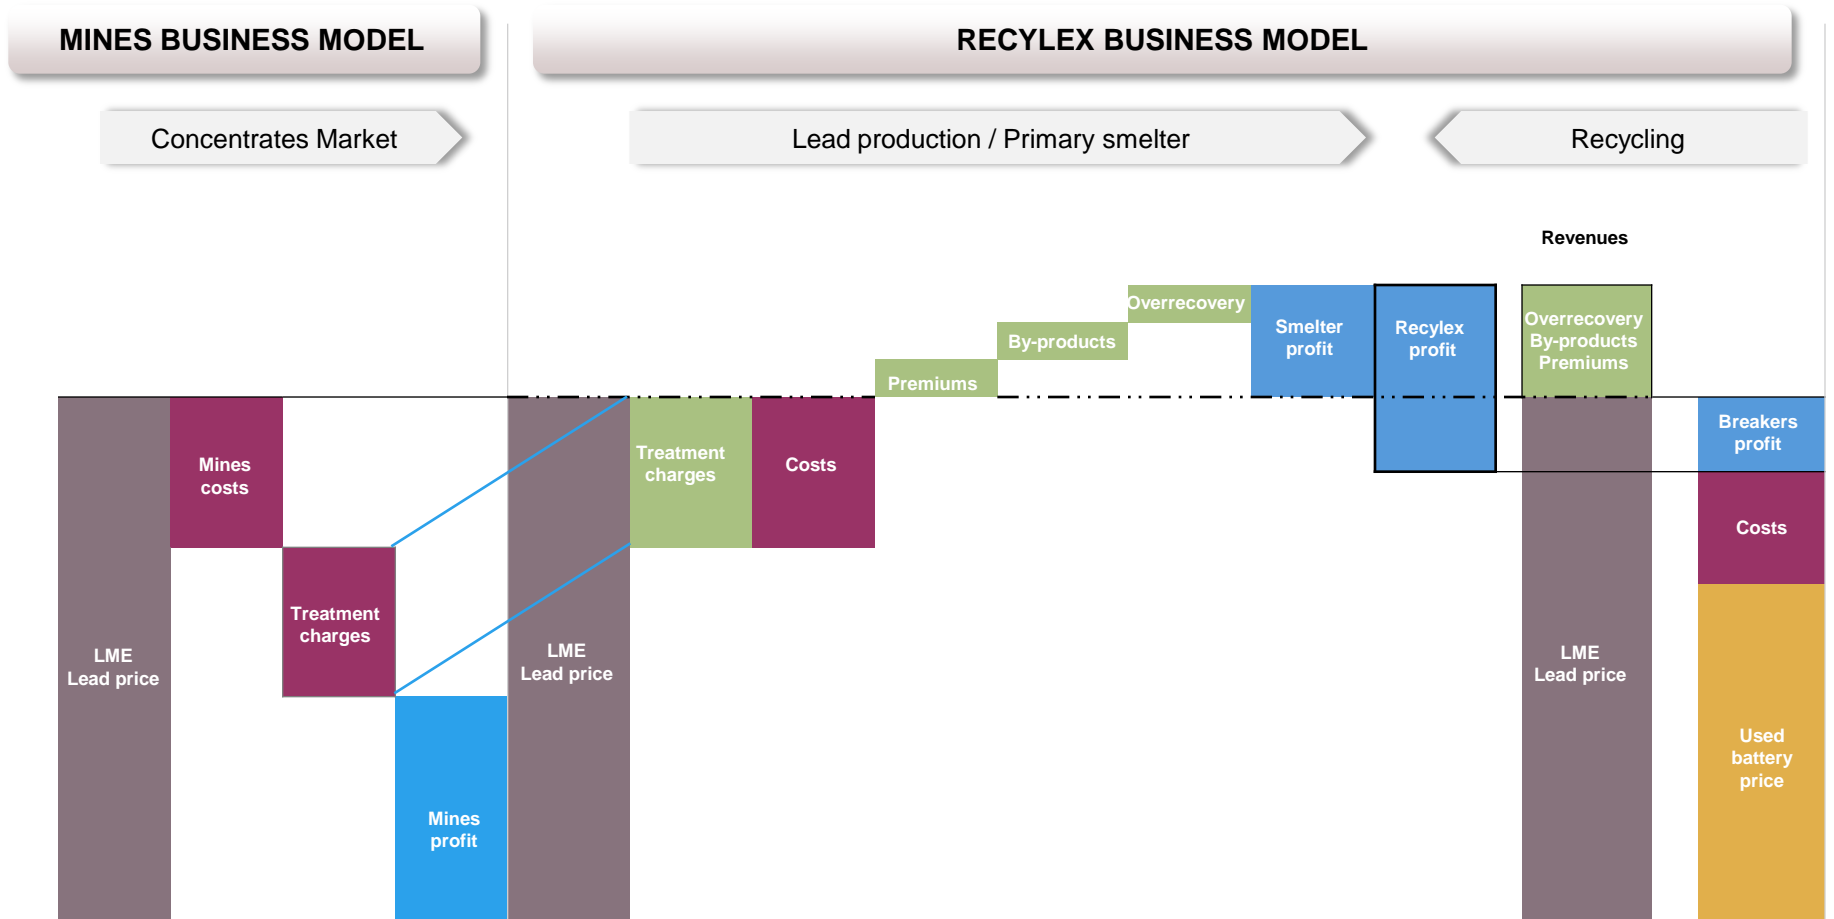 MINES BUSINESS MODEL
RECYLEX BUSINESS MODEL
Concentrates Market
Lead production / Primary smelter
Recycling
Revenues
LME
Lead price
Mines
costs
Treatment
charges
Mines
profit
LME
Lead price
Treatment
charges
Costs
Premiums
By-products
Overrecovery
Smelter
profit
Recylex
profit
Overrecovery
By-products
Premiums
LME
Lead price
Breakers
profit
Costs
Used
battery
price